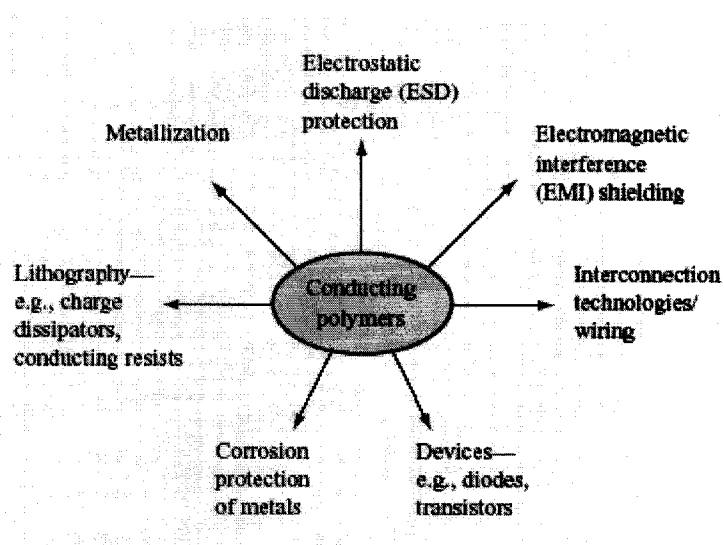 Electrostatic
discharge (ESD)
protection
Metallization
Electromagnetic
interference
(EMI) shielding
Lithography—
e.g., charge
dissipators,
conducting resists
Conducting
polymers
Interconnection
technologies/
wiring
Corrosion
protection
of metals
Devices—
e.g., diodes,
transistors